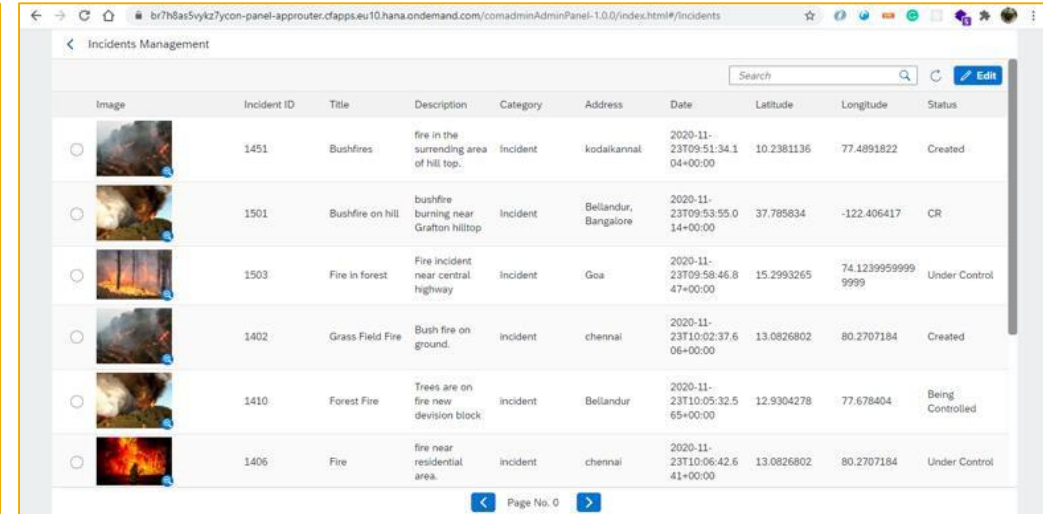 br7h8as5vykz7ycon-panel-approuter.cfapps.eu10.hana.ondemand.com/comadminAdminPanel-1.0.0/index.html#/Incidents
Incidents Management
Search
Edit
Image Incident ID Title Description Category Address Date Latitude Longitude Status
fire in the
surrending area
of hill top.
1451 Bushfires Incident kodaikannal
2020-11-
23T09:51:34.1
04+00:00
10.2381136 77.4891822 Created
1501 Bushfire on hill
bushfire
burning near
Grafton hilltop
Incident
Bellandur,
Bangalore
2020-11-
23T09:53:55.0
14+00:00
37.785834 -122.406417 CR
1503 Fire in forest
Fire incident
near central
highway
Incident Goa
2020-11-
23T09:58:46.8
47+00:00
15.2993265
74.1239959999
9999
Under Control
1402 Grass Field Fire
Bush fire on
ground.
incident chennai
2020-11-
23T10:02:37.6
06+00:00
13.0826802 80.2707184 Created
1410 Forest Fire
Trees are on
fire new
devision block
incident Bellandur
2020-11-
23T10:05:32.5
65+00:00
12.9304278 77.678404
Being
Controlled
1406 Fire
fire near
residential
area.
incident chennai
2020-11-
23T10:06:42.6
41+00:00
13.0826802 80.2707184 Under Control
Page No. 0